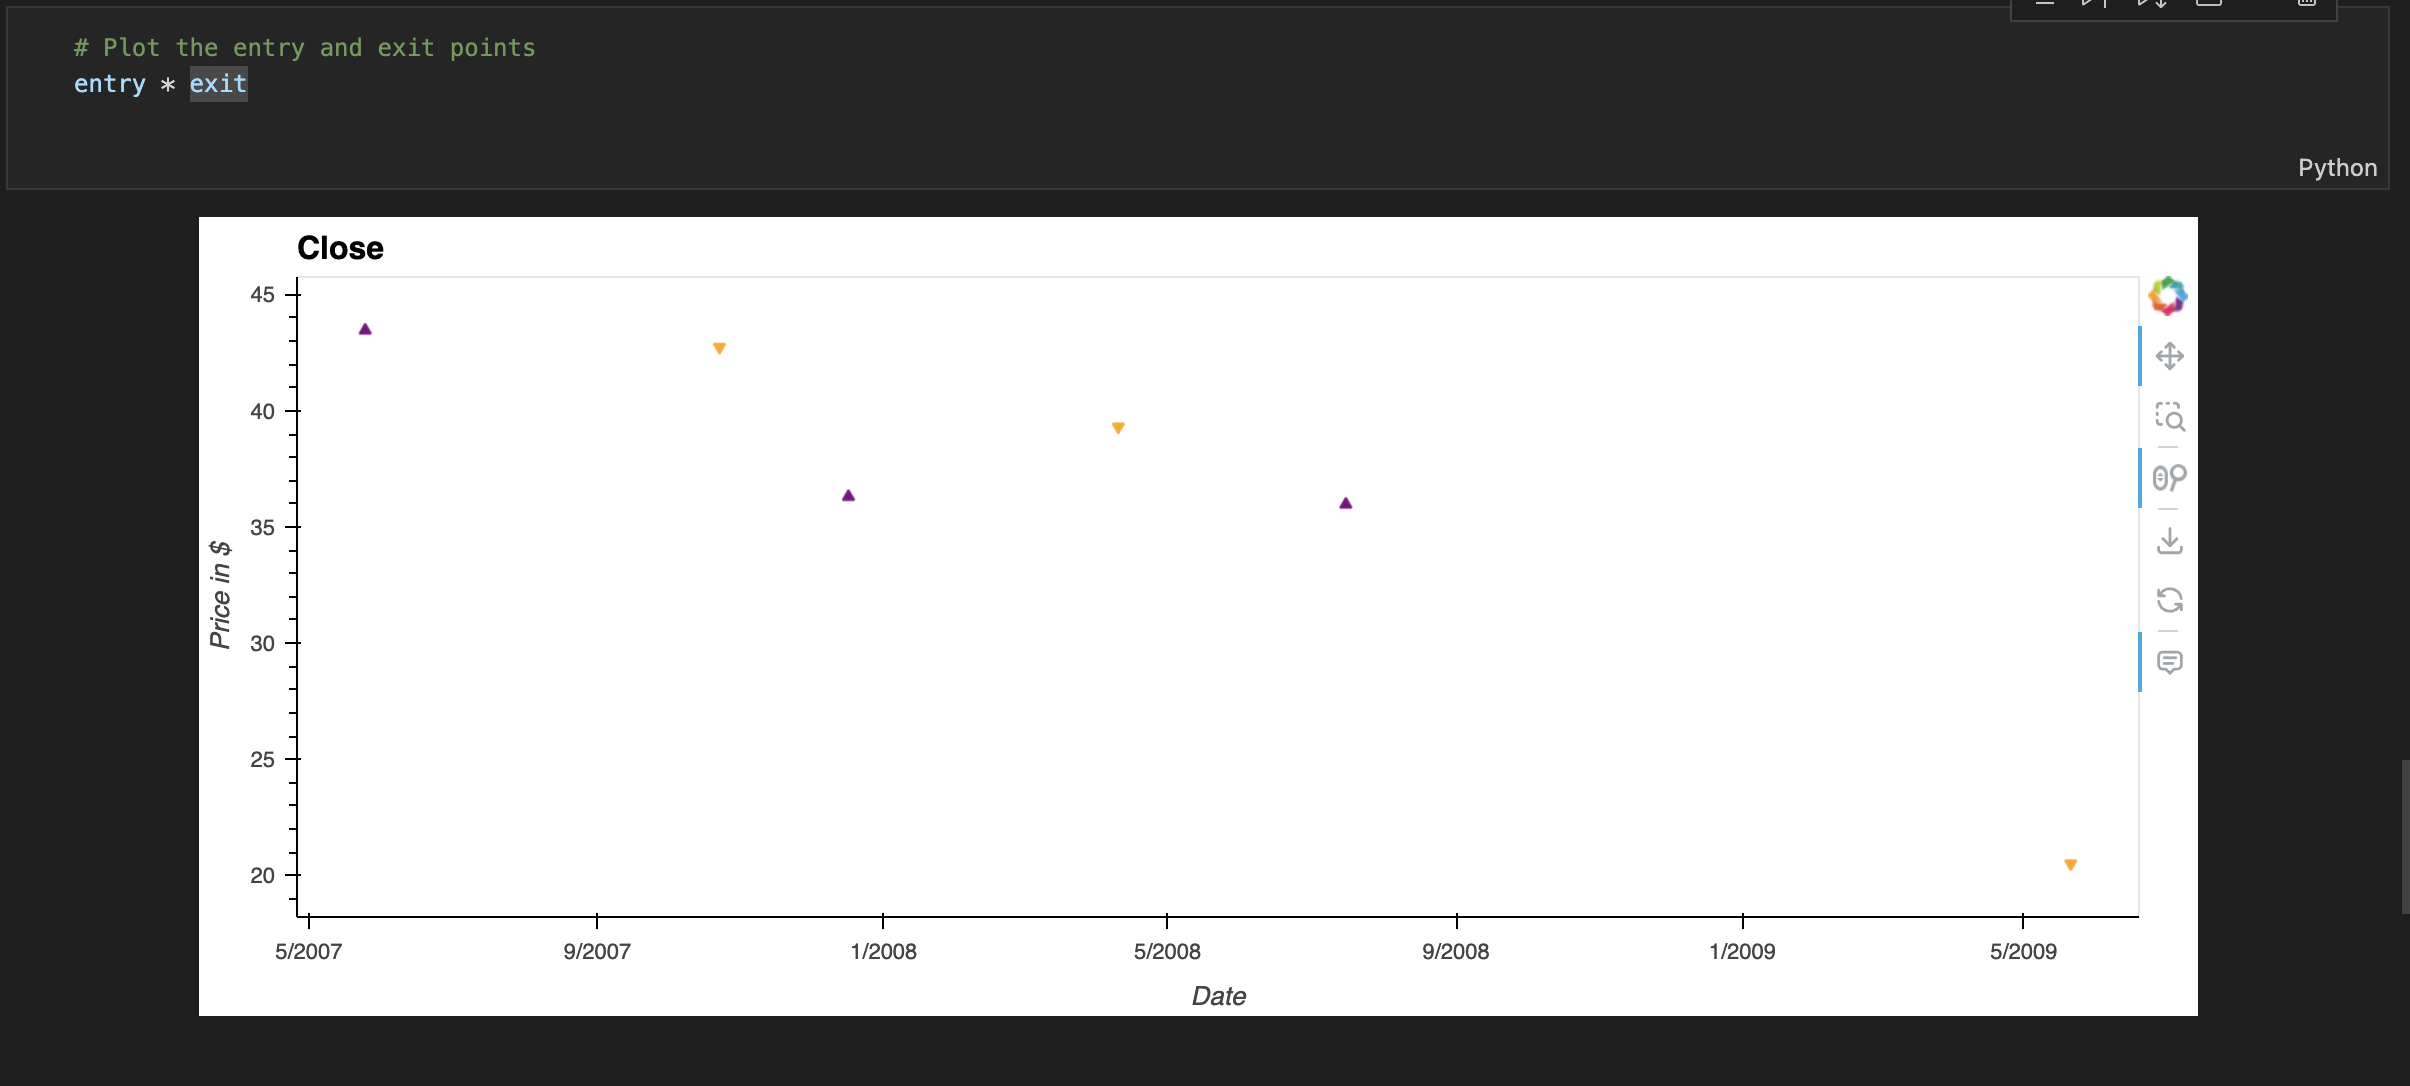 # Plot the entry and exit points
entry * exit
Python
Close
45
40
35
30
25
20
Price in $
5/2007 9/2007 1/2008 5/2008 9/2008 1/2009 5/2009
Date